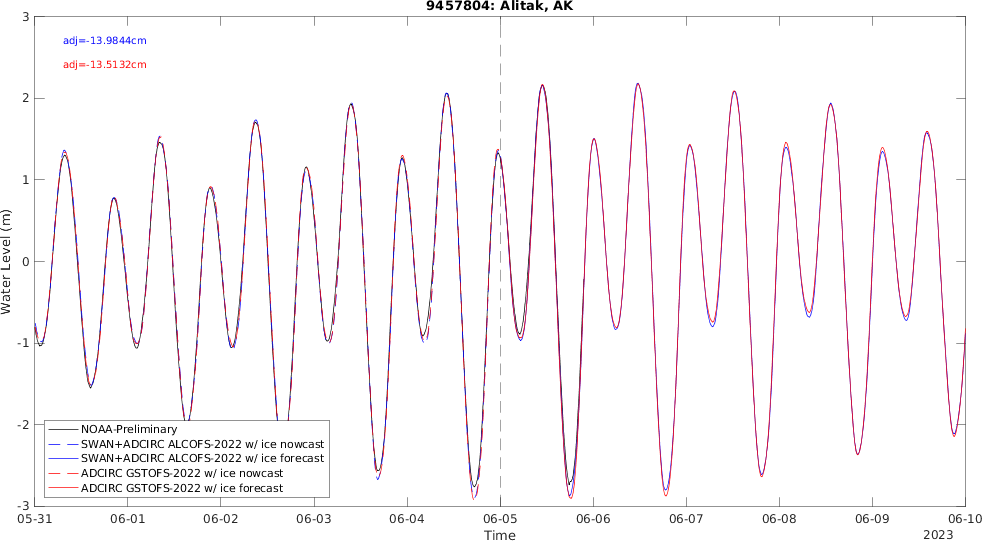 9457804: Alitak, AK
adj=-13.9844cm
adj=-13.5132cm
3
2
1
0
-1
-2
-3
Water Level (m)
NOAA-Preliminary
SWAN+ADCIRC ALCOFS-2022 w/ ice nowcast
SWAN+ADCIRC ALCOFS-2022 w/ ice forecast
ADCIRC GSTOFS-2022 w/ ice nowcast
ADCIRC GSTOFS-2022 w/ ice forecast
05-31 06-01 06-02 06-03 06-04 06-05 06-06 06-07 06-08 06-09 06-10
Time
2023